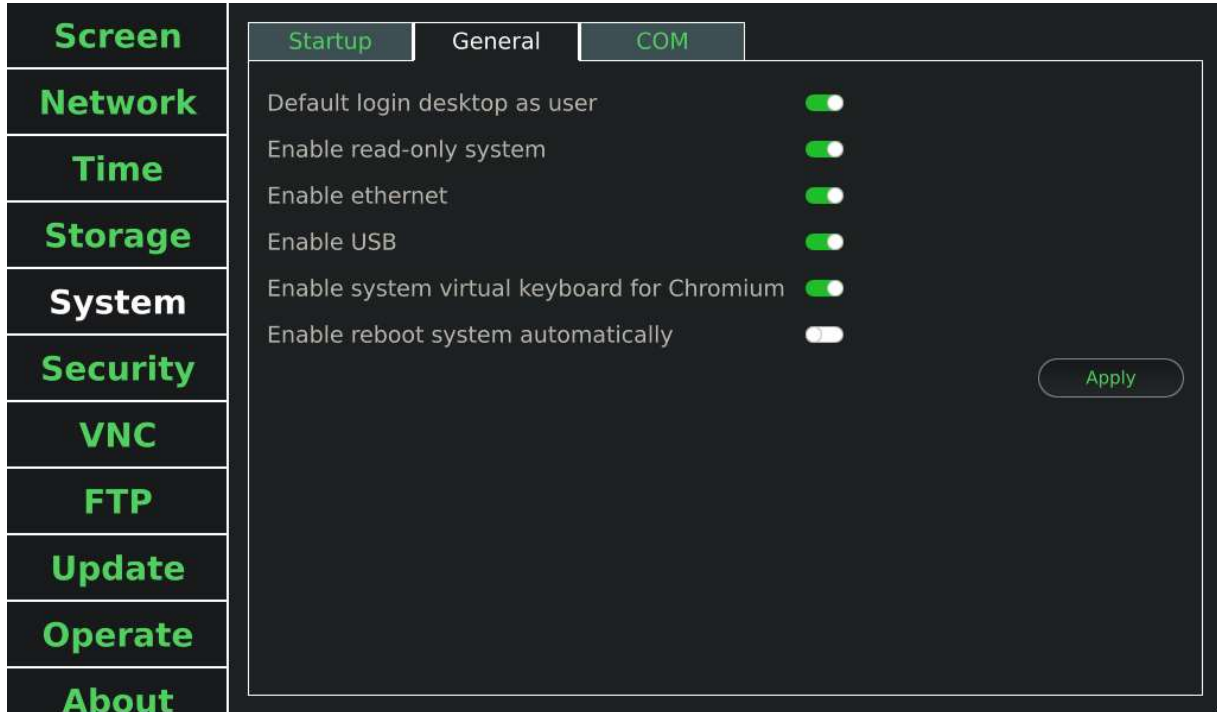 Screen
Network
Time
Storage
System
Security
VNC
FTP
Update
Operate
About
Startup General COM
Default login desktop as user
Enable read-only system
Enable ethernet
Enable USB
Enable system virtual keyboard for Chromium
Enable reboot system automatically
Apply